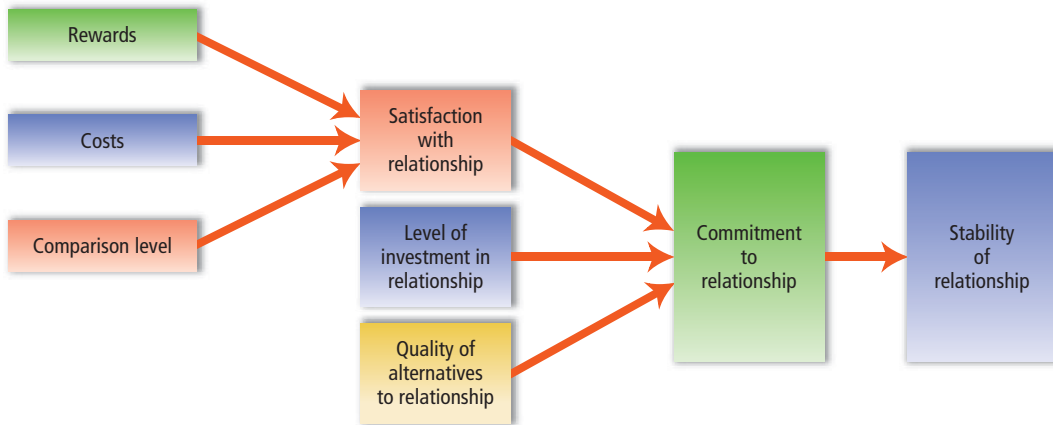 Rewards
Costs
Comparison level
Satisfaction
with
relationship
Level of
investment in
relationship
Quality of
alternatives
to relationship
Commitment
to
relationship
Stability
of
relationship